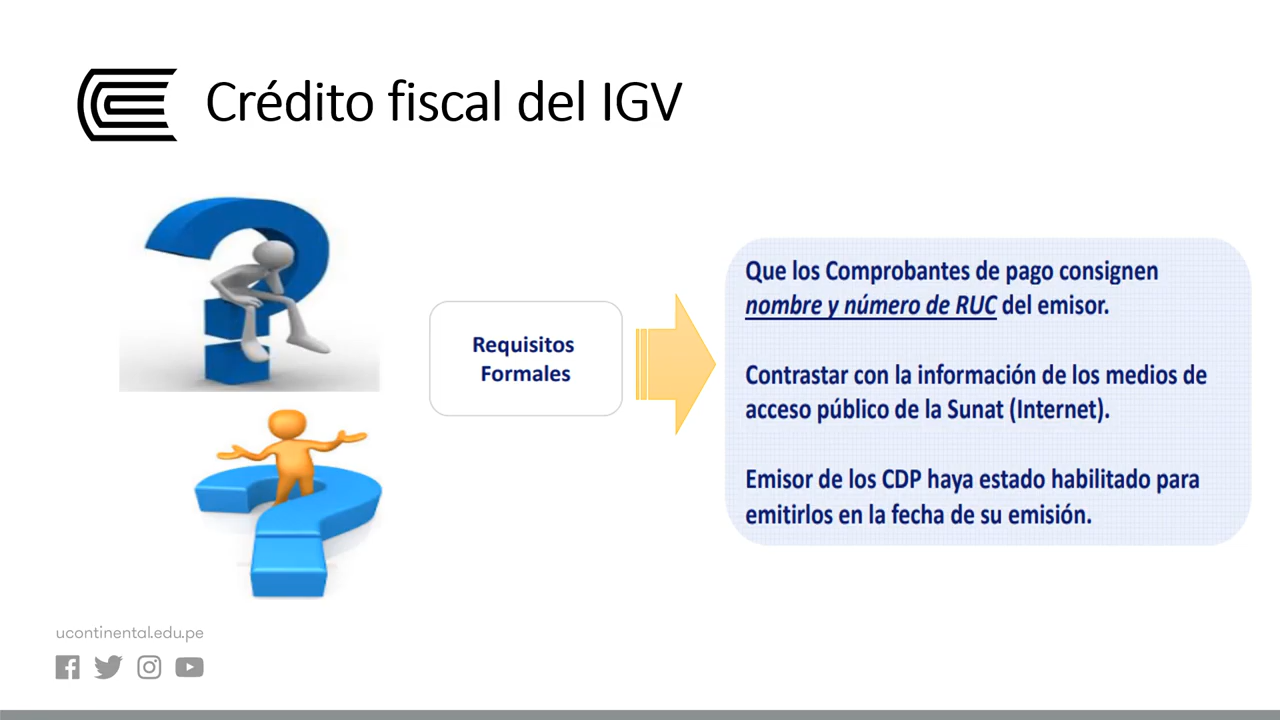 Crédito fiscal del IGV
Requisitos
Formales
Que los Comprobantes de pago consignen
nombre y número de RUC del emisor.
Contrastar con la información de los medios de
acceso público de la Sunat (Internet).
Emisor de los CDP haya estado habilitado para
emitirlos en la fecha de su emisión.
ucontinental.edu.pe